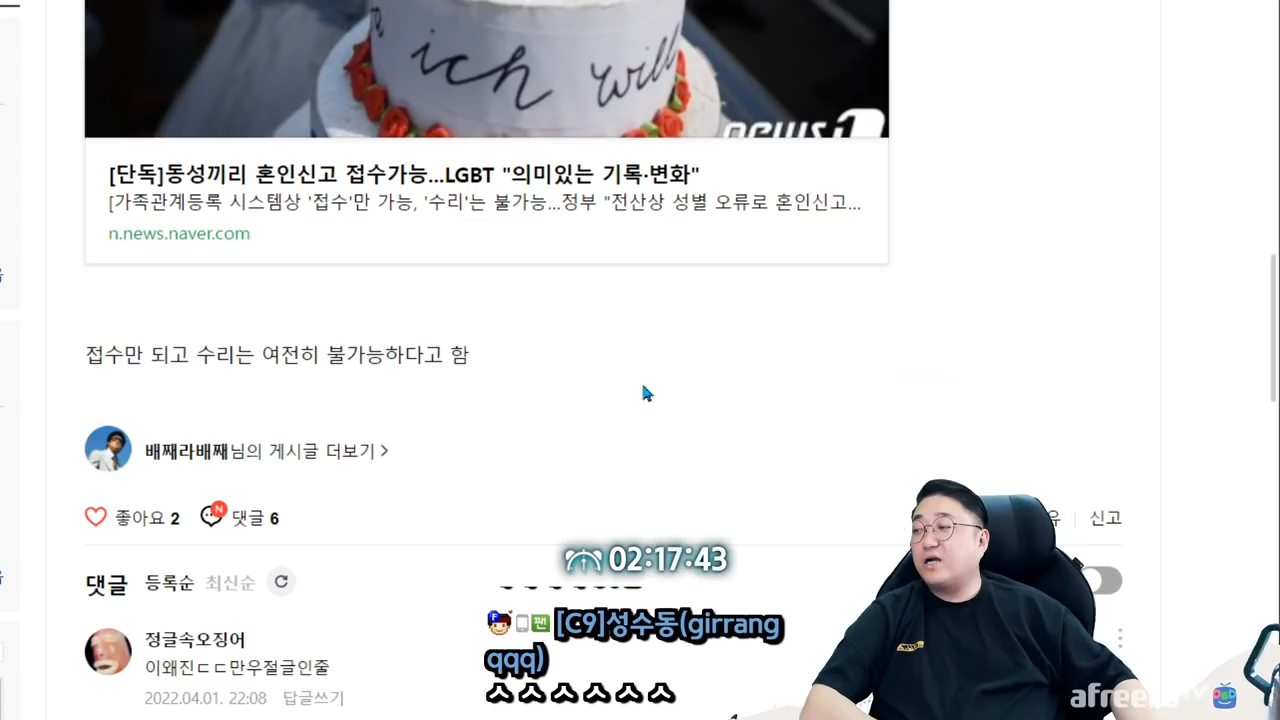 ich will
news1
[단독]동성끼리 혼인신고 접수가능...LGBT "의미있는 기록·변화"
[가족관계등록 시스템상 '접수'만 가능, '수리'는 불가능...정부 "전산상 성별 오류로 혼인신고...
n.news.naver.com
접수만 되고 수리는 여전히 불가능하다고 함
배째라배째님의 게시글 더보기 >
좋아요 2 N 댓글 6
유 신고
02:17:43
댓글 등록순 최신순
F 팬 [C9]성수동(girrang
qqq)
ㅅㅅㅅㅅㅅㅅ
정글속오징어
이왜진ㄷㄷ만우절글인줄
2022.04.01. 22:08 답글쓰기